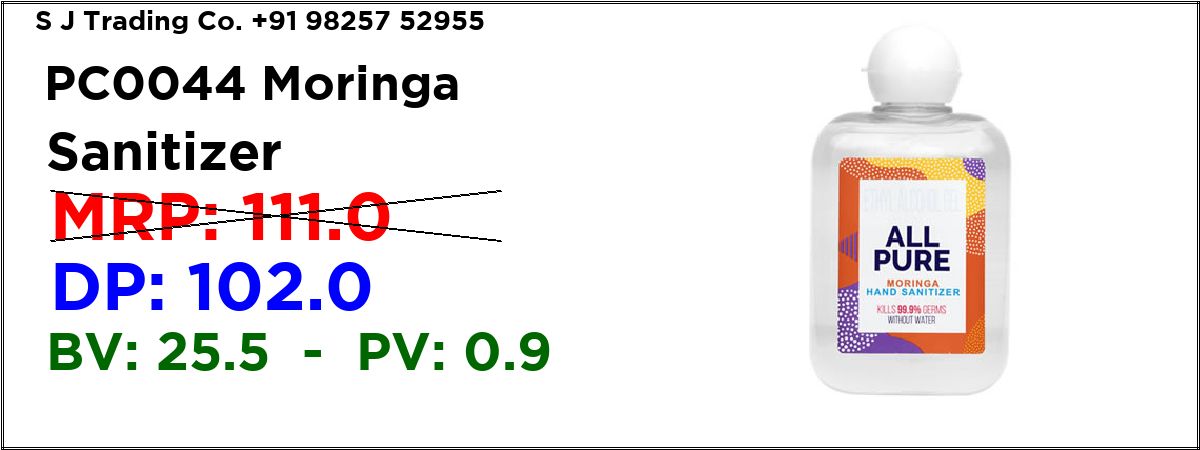 S J Trading Co. +91 98257 52955
PC0044 Moringa
Sanitizer
MRP: 111.0
DP: 102.0
BV: 25.5 - PV: 0.9
ETHYL ALCOHOL
ALL
PURE
MORINGA
HAND SANITIZER
KILLS 99.9% GERMS
WITHOUT WATER